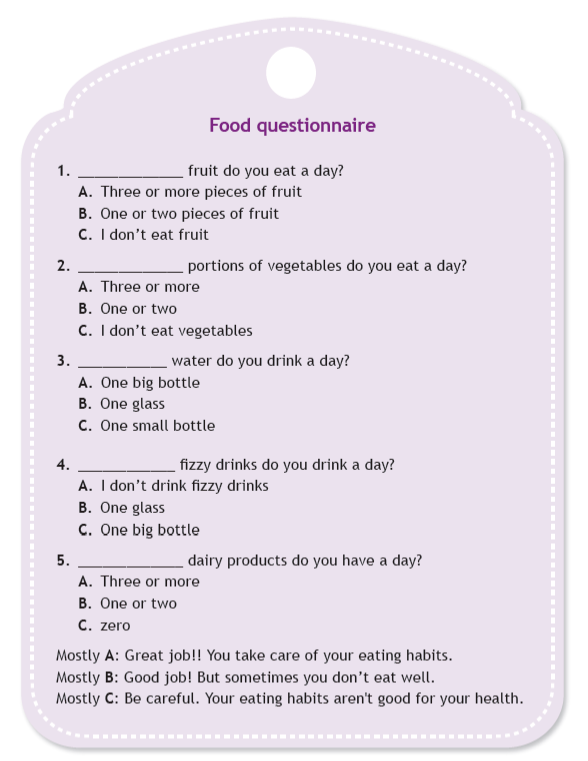 Food questionnaire
1. _____________ fruit do you eat a day?
A. Three or more pieces of fruit
B. One or two pieces of fruit
C. I don't eat fruit
2. _____________ portions of vegetables do you eat a day?
A. Three or more
B. One or two
C. I don't eat vegetables
3. ___________ water do you drink a day?
A. One big bottle
B. One glass
C. One small bottle
4. ____________ fizzy drinks do you drink a day?
A. I don't drink fizzy drinks
B. One glass
C. One big bottle
5. _____________ dairy products do you have a day?
A. Three or more
B. One or two
C. zero
Mostly A: Great job!! You take care of your eating habits.
Mostly B: Good job! But sometimes you don't eat well.
Mostly C: Be careful. Your eating habits aren't good for your health.